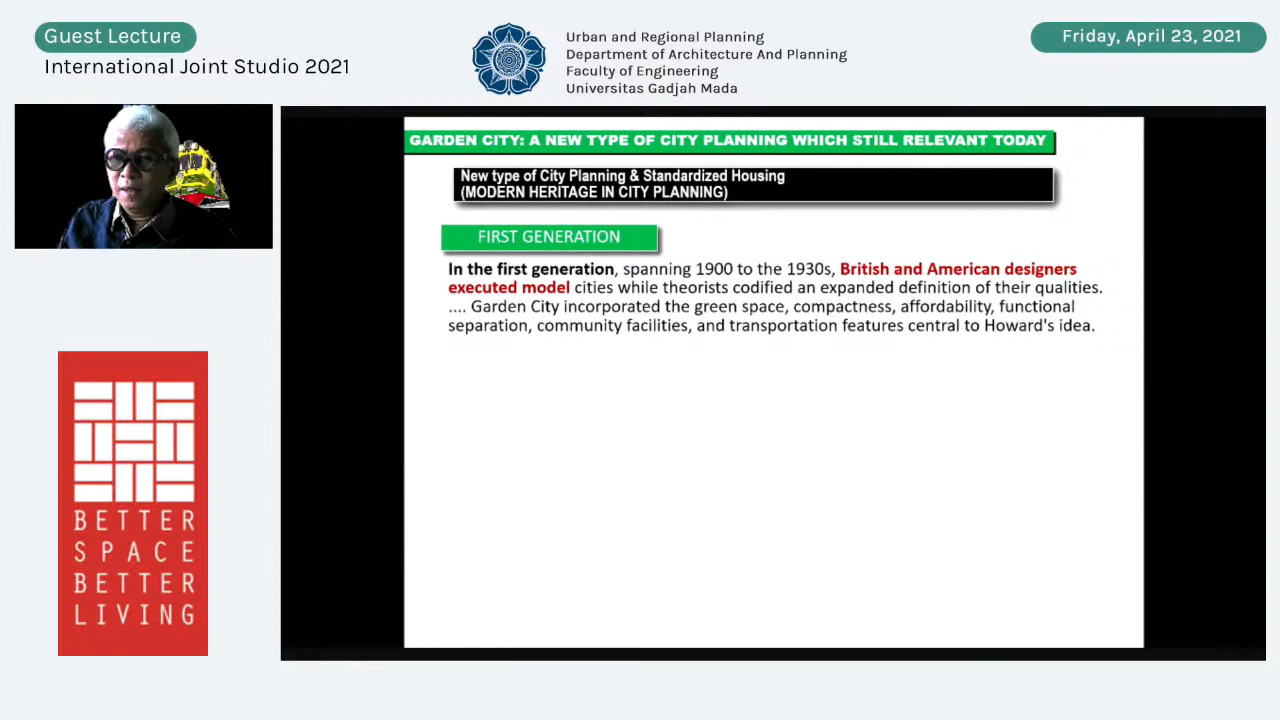 Guest Lecture
International Joint Studio 2021
Urban and Regional Planning
Department of Architecture And Planning
Faculty of Engineering
Universitas Gadjah Mada
Friday, April 23, 2021
GARDEN CITY: A NEW TYPE OF CITY PLANNING WHICH STILL RELEVANT TODAY
New type of City Planning & Standardized Housing
(MODERN HERITAGE IN CITY PLANNING)
FIRST GENERATION
In the first generation, spanning 1900 to the 1930s, British and American designers
executed model cities while theorists codified an expanded definition of their qualities.
.... Garden City incorporated the green space, compactness, affordability, functional
separation, community facilities, and transportation features central to Howard's idea.
BETTER
SPACE
BETTER
LIVING